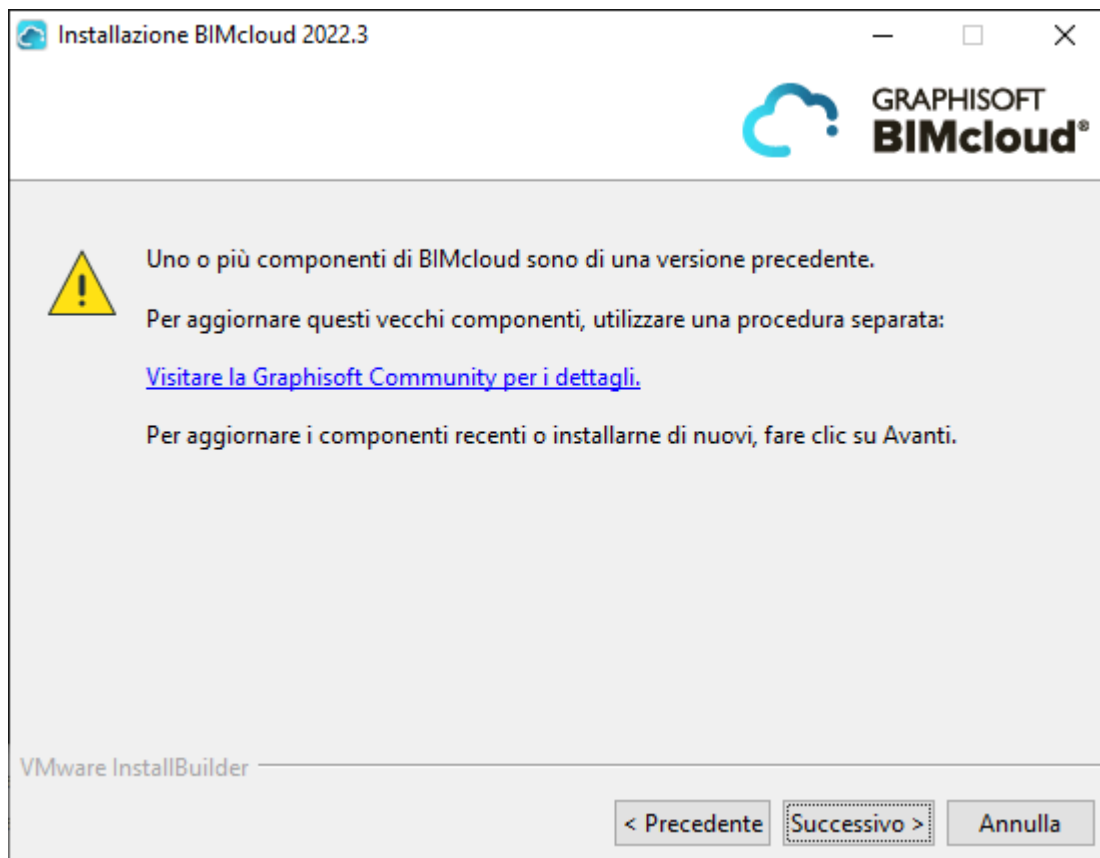 Installazione BIMcloud 2022.3
GRAPHISOFT
BIMcloud®
Uno o più componenti di BIMcloud sono di una versione precedente.
Per aggiornare questi vecchi componenti, utilizzare una procedura separata:
Visitare la Graphisoft Community per i dettagli.
Per aggiornare i componenti recenti o installarne di nuovi, fare clic su Avanti.
VMware InstallBuilder
< Precedente Successivo > Annulla